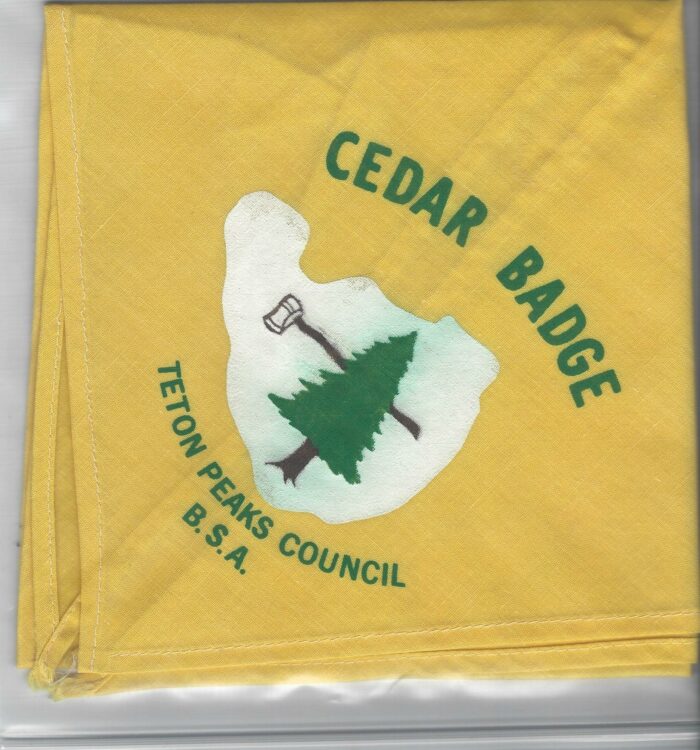 CEDAR BADGE
TETON PEAKS COUNCIL
B.S.A.